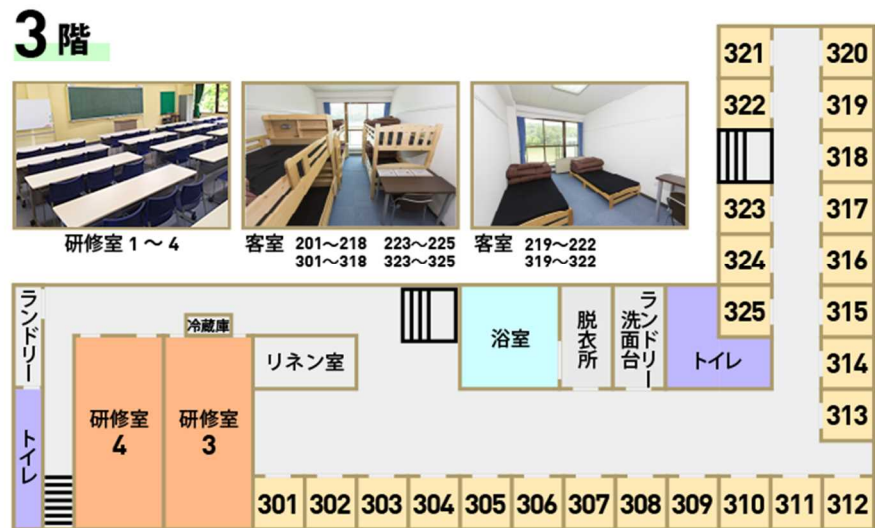 3階
研修室 1 ～ 4
客室 201～218 223～225
301～318 323～325
客室 219～222
319～322
321
320
322
319
318
323
317
324
316
325
315
314
313
ランドリー
冷蔵庫
リネン室
浴室
脱衣所
ランドリー
洗面台
トイレ
研修室
4
研修室
3
トイレ
301 302 303 304 305 306 307 308 309 310 311 312